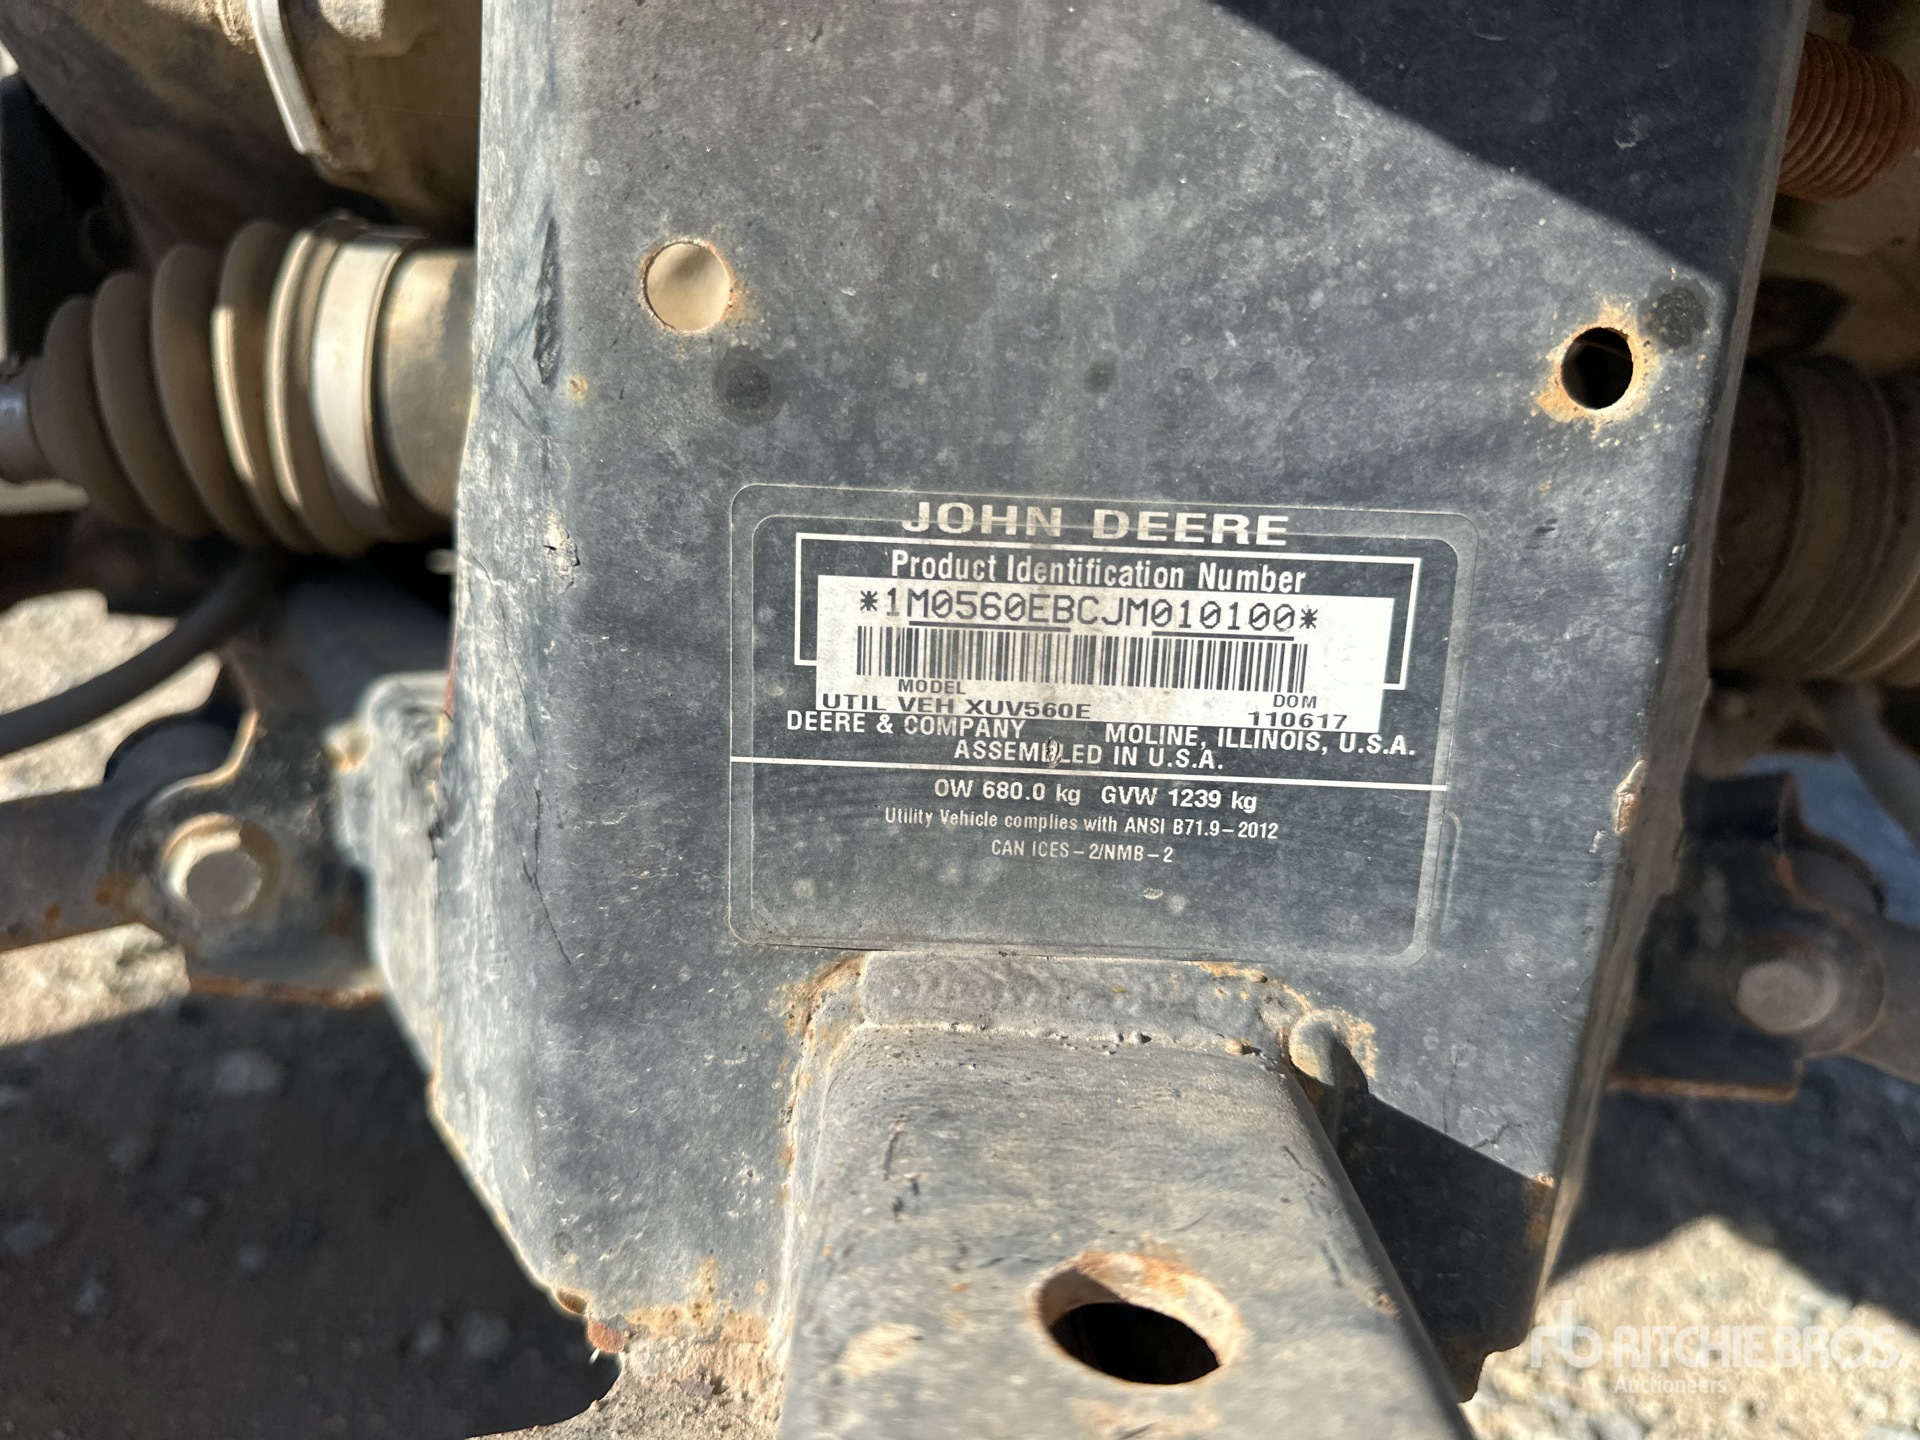 JOHN DEERE
Product Identification Number
*1M0560EBCJM010100*
MODEL DOM
UTIL VEH XUV560E 110617
DEERE & COMPANY MOLINE, ILLINOIS, U.S.A.
ASSEMBLED IN U.S.A.
OW 680.0 kg GVW 1239 kg
Utility Vehicle complies with ANSI B71.9-2012
CAN ICES-2/NMB-2
rb RITCHIE BROS.
Auctioneers